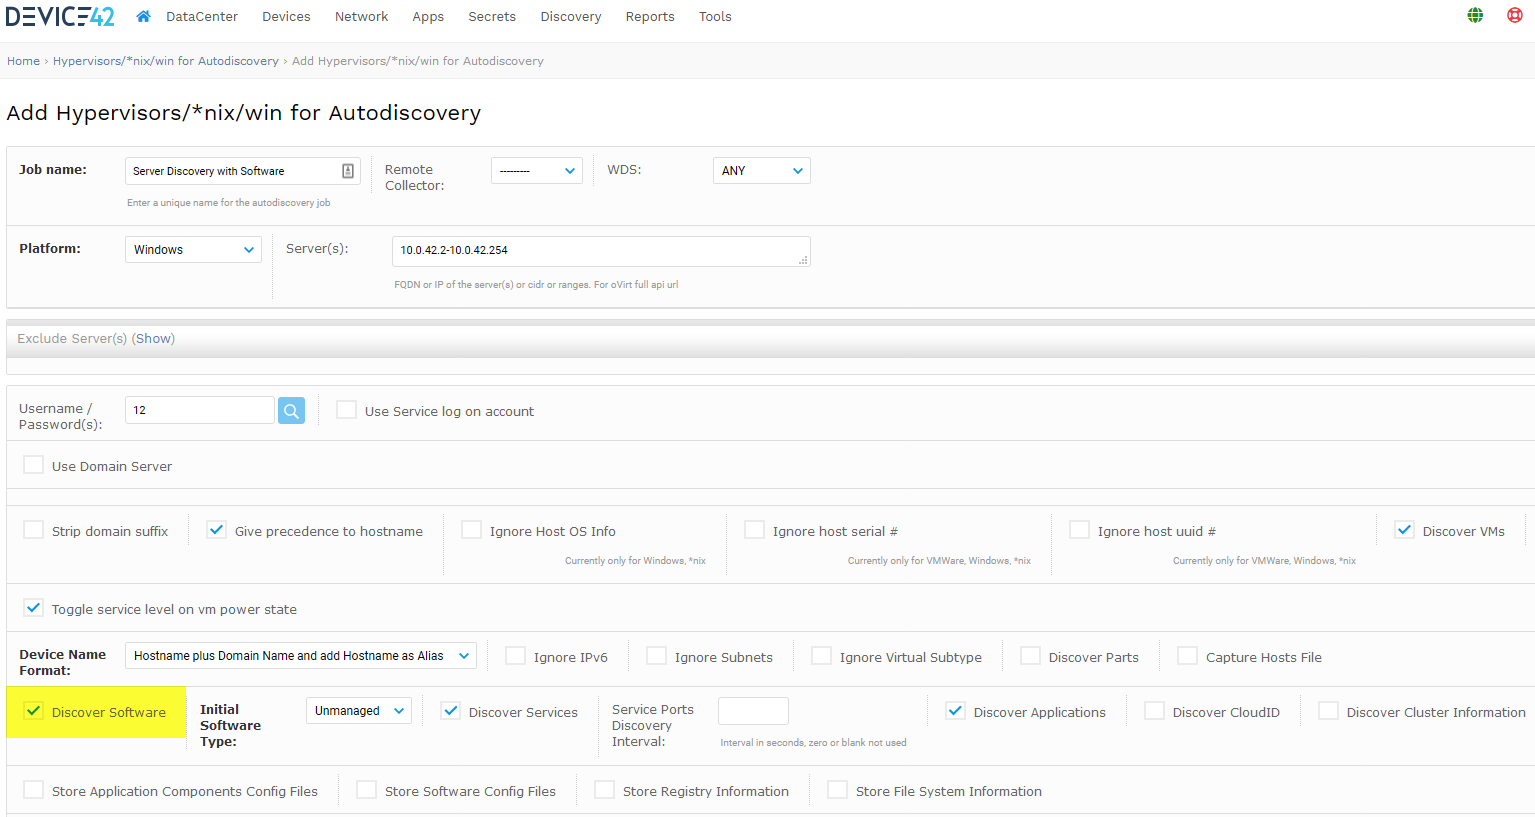 DEVICE42 DataCenter Devices Network Apps Secrets Discovery Reports Tools
Home › Hypervisors/*nix/win for Autodiscovery › Add Hypervisors/*nix/win for Autodiscovery
Add Hypervisors/*nix/win for Autodiscovery
Job name: Server Discovery with Software Remote Collector: --------- WDS: ANY
Enter a unique name for the autodiscovery job
Platform: Windows Server(s): 10.0.42.2-10.0.42.254
FQDN or IP of the server(s) or cidr or ranges. For oVirt full api url
Exclude Server(s) (Show)
Username / Password(s): 12 Use Service log on account
Use Domain Server
Strip domain suffix Give precedence to hostname Ignore Host OS Info Ignore host serial # Ignore host uuid # Discover VMs
Currently only for Windows, *nix Currently only for VMWare, Windows, *nix Currently only for VMWare, Windows, *nix
Toggle service level on vm power state
Device Name Format: Hostname plus Domain Name and add Hostname as Alias Ignore IPv6 Ignore Subnets Ignore Virtual Subtype Discover Parts Capture Hosts File
Discover Software Initial Software Type: Unmanaged Discover Services Service Ports Discovery Interval: Discover Applications Discover CloudID Discover Cluster Information
Interval in seconds, zero or blank not used
Store Application Components Config Files Store Software Config Files Store Registry Information Store File System Information